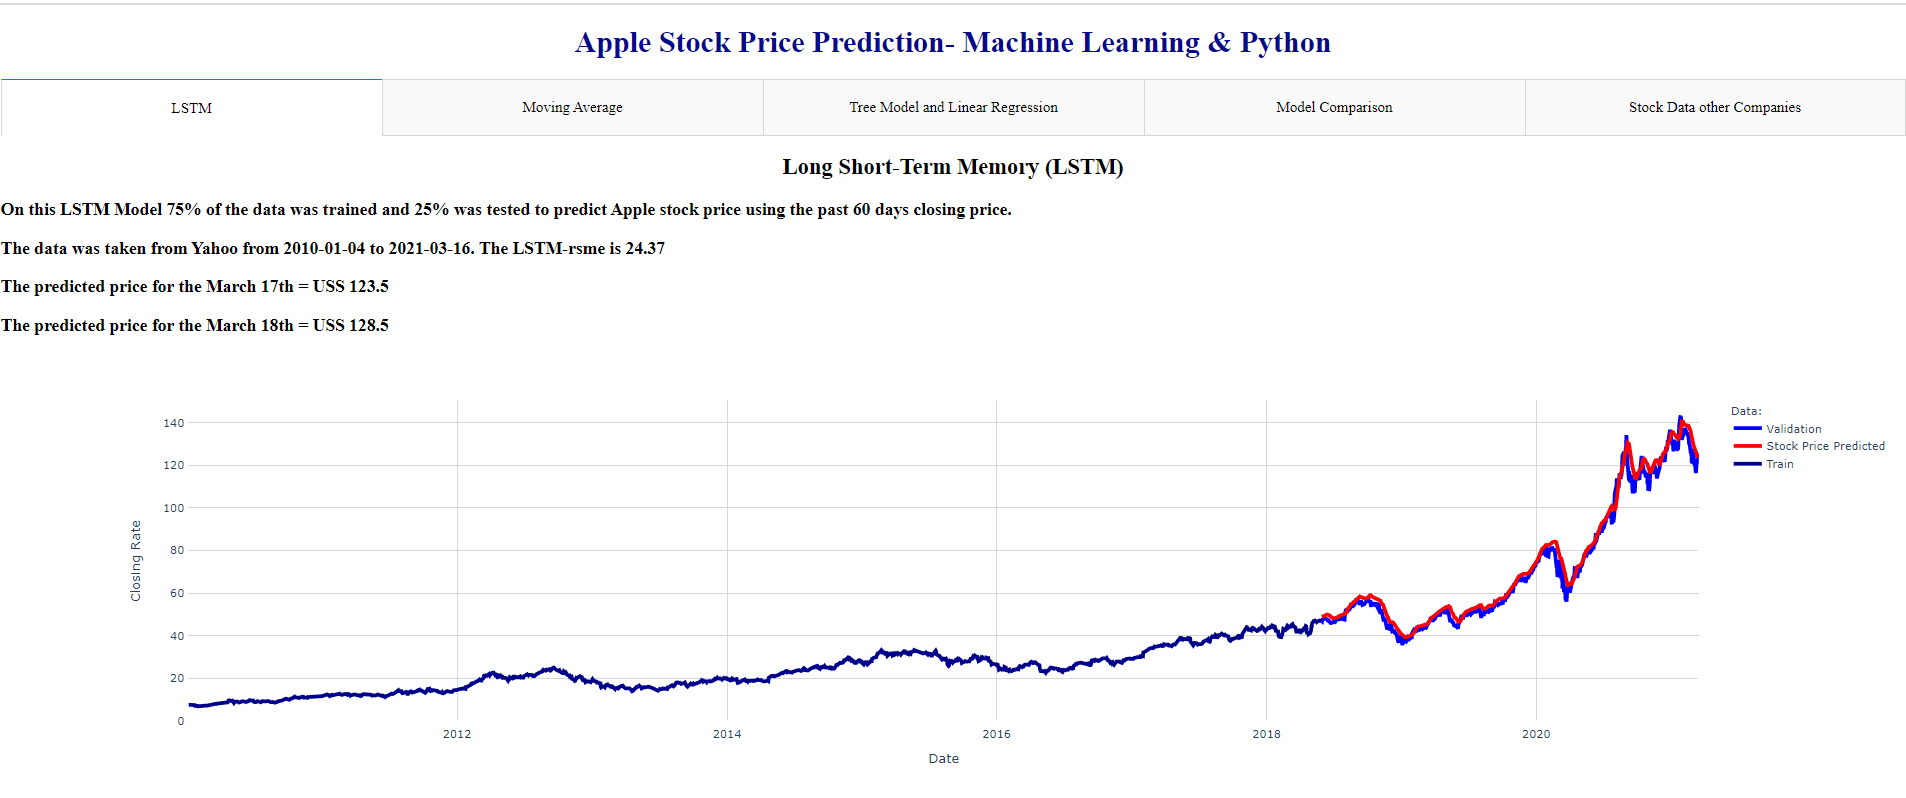 Apple Stock Price Prediction- Machine Learning & Python
LSTM
Moving Average
Tree Model and Linear Regression
Model Comparison
Stock Data other Companies
Long Short-Term Memory (LSTM)
On this LSTM Model 75% of the data was trained and 25% was tested to predict Apple stock price using the past 60 days closing price.
The data was taken from Yahoo from 2010-01-04 to 2021-03-16. The LSTM-rsme is 24.37
The predicted price for the March 17th = USS 123.5
The predicted price for the March 18th = USS 128.5
Data:
Validation
Stock Price Predicted
Train
Closing Rate
140
120
100
80
60
40
20
0
2012
2014
2016
2018
2020
Date